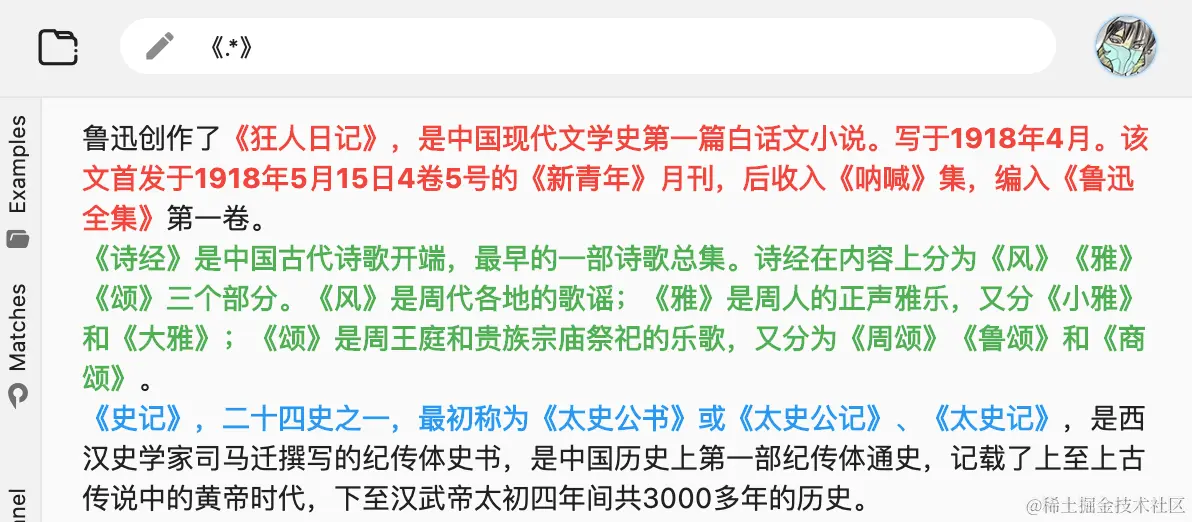 《.*》
Examples
Matches
nel
鲁迅创作了《狂人日记》，是中国现代文学史第一篇白话文小说。写于1918年4月。该
文首发于1918年5月15日4卷5号的《新青年》月刊，后收入《呐喊》集，编入《鲁迅
全集》第一卷。
《诗经》是中国古代诗歌开端，最早的一部诗歌总集。诗经在内容上分为《风》《雅》
《颂》三个部分。《风》是周代各地的歌谣；《雅》是周人的正声雅乐，又分《小雅》
和《大雅》；《颂》是周王庭和贵族宗庙祭祀的乐歌，又分为《周颂》《鲁颂》和《商
颂》。
《史记》，二十四史之一，最初称为《太史公书》或《太史公记》、《太史记》，是西
汉史学家司马迁撰写的纪传体史书，是中国历史上第一部纪传体通史，记载了上至上古
传说中的黄帝时代，下至汉武帝太初四年间共3000多年的历史。
@稀土掘金技术社区